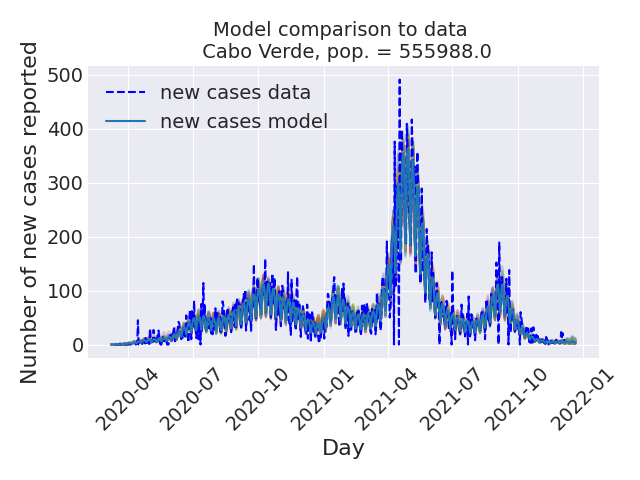 Model comparison to data
Cabo Verde, pop. = 555988.0
Number of new cases reported
500
400
300
200
100
0
new cases data
new cases model
2020-04
2020-07
2020-10
2021-01
2021-04
2021-07
2021-10
2022-01
Day